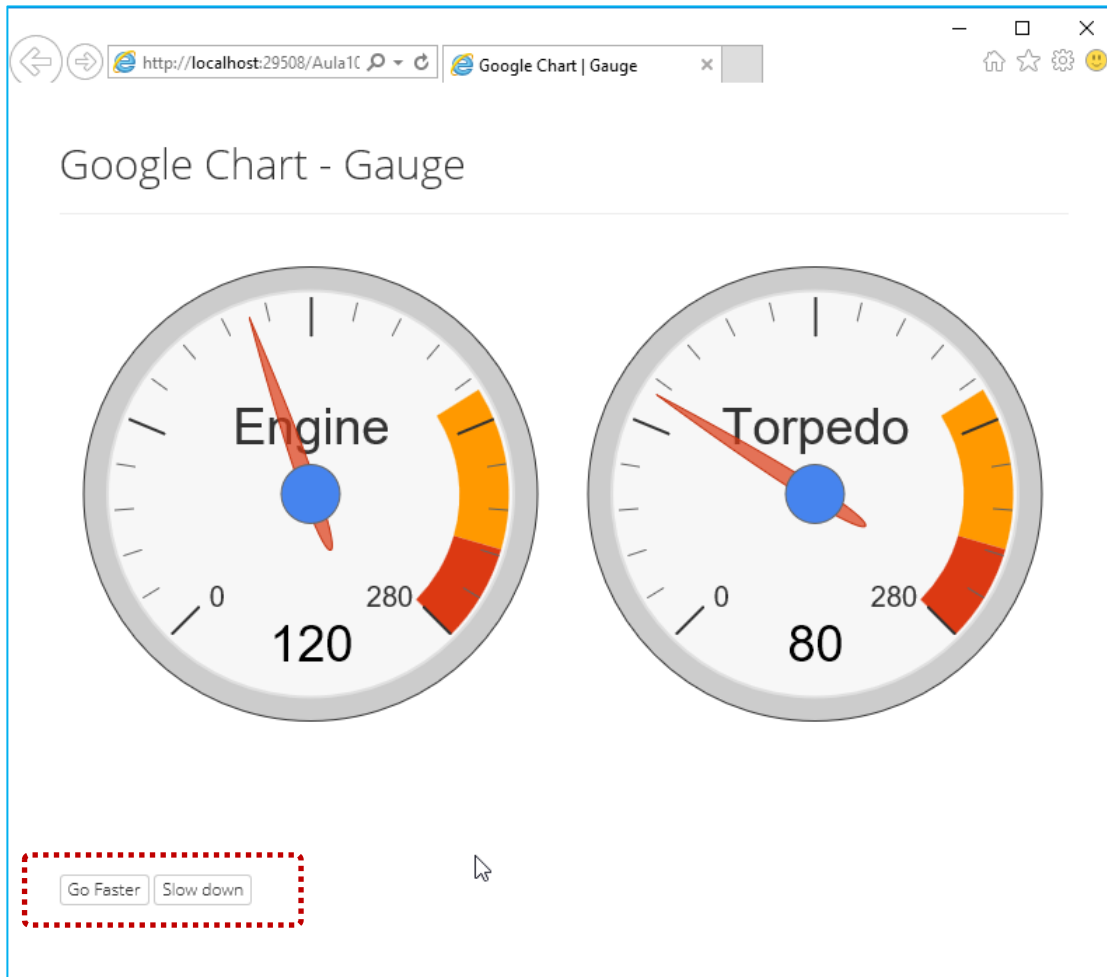 http://localhost:29508/Aula10
Google Chart | Gauge
Google Chart - Gauge
Engine
0
280
120
Torpedo
0
280
80
Go Faster
Slow down